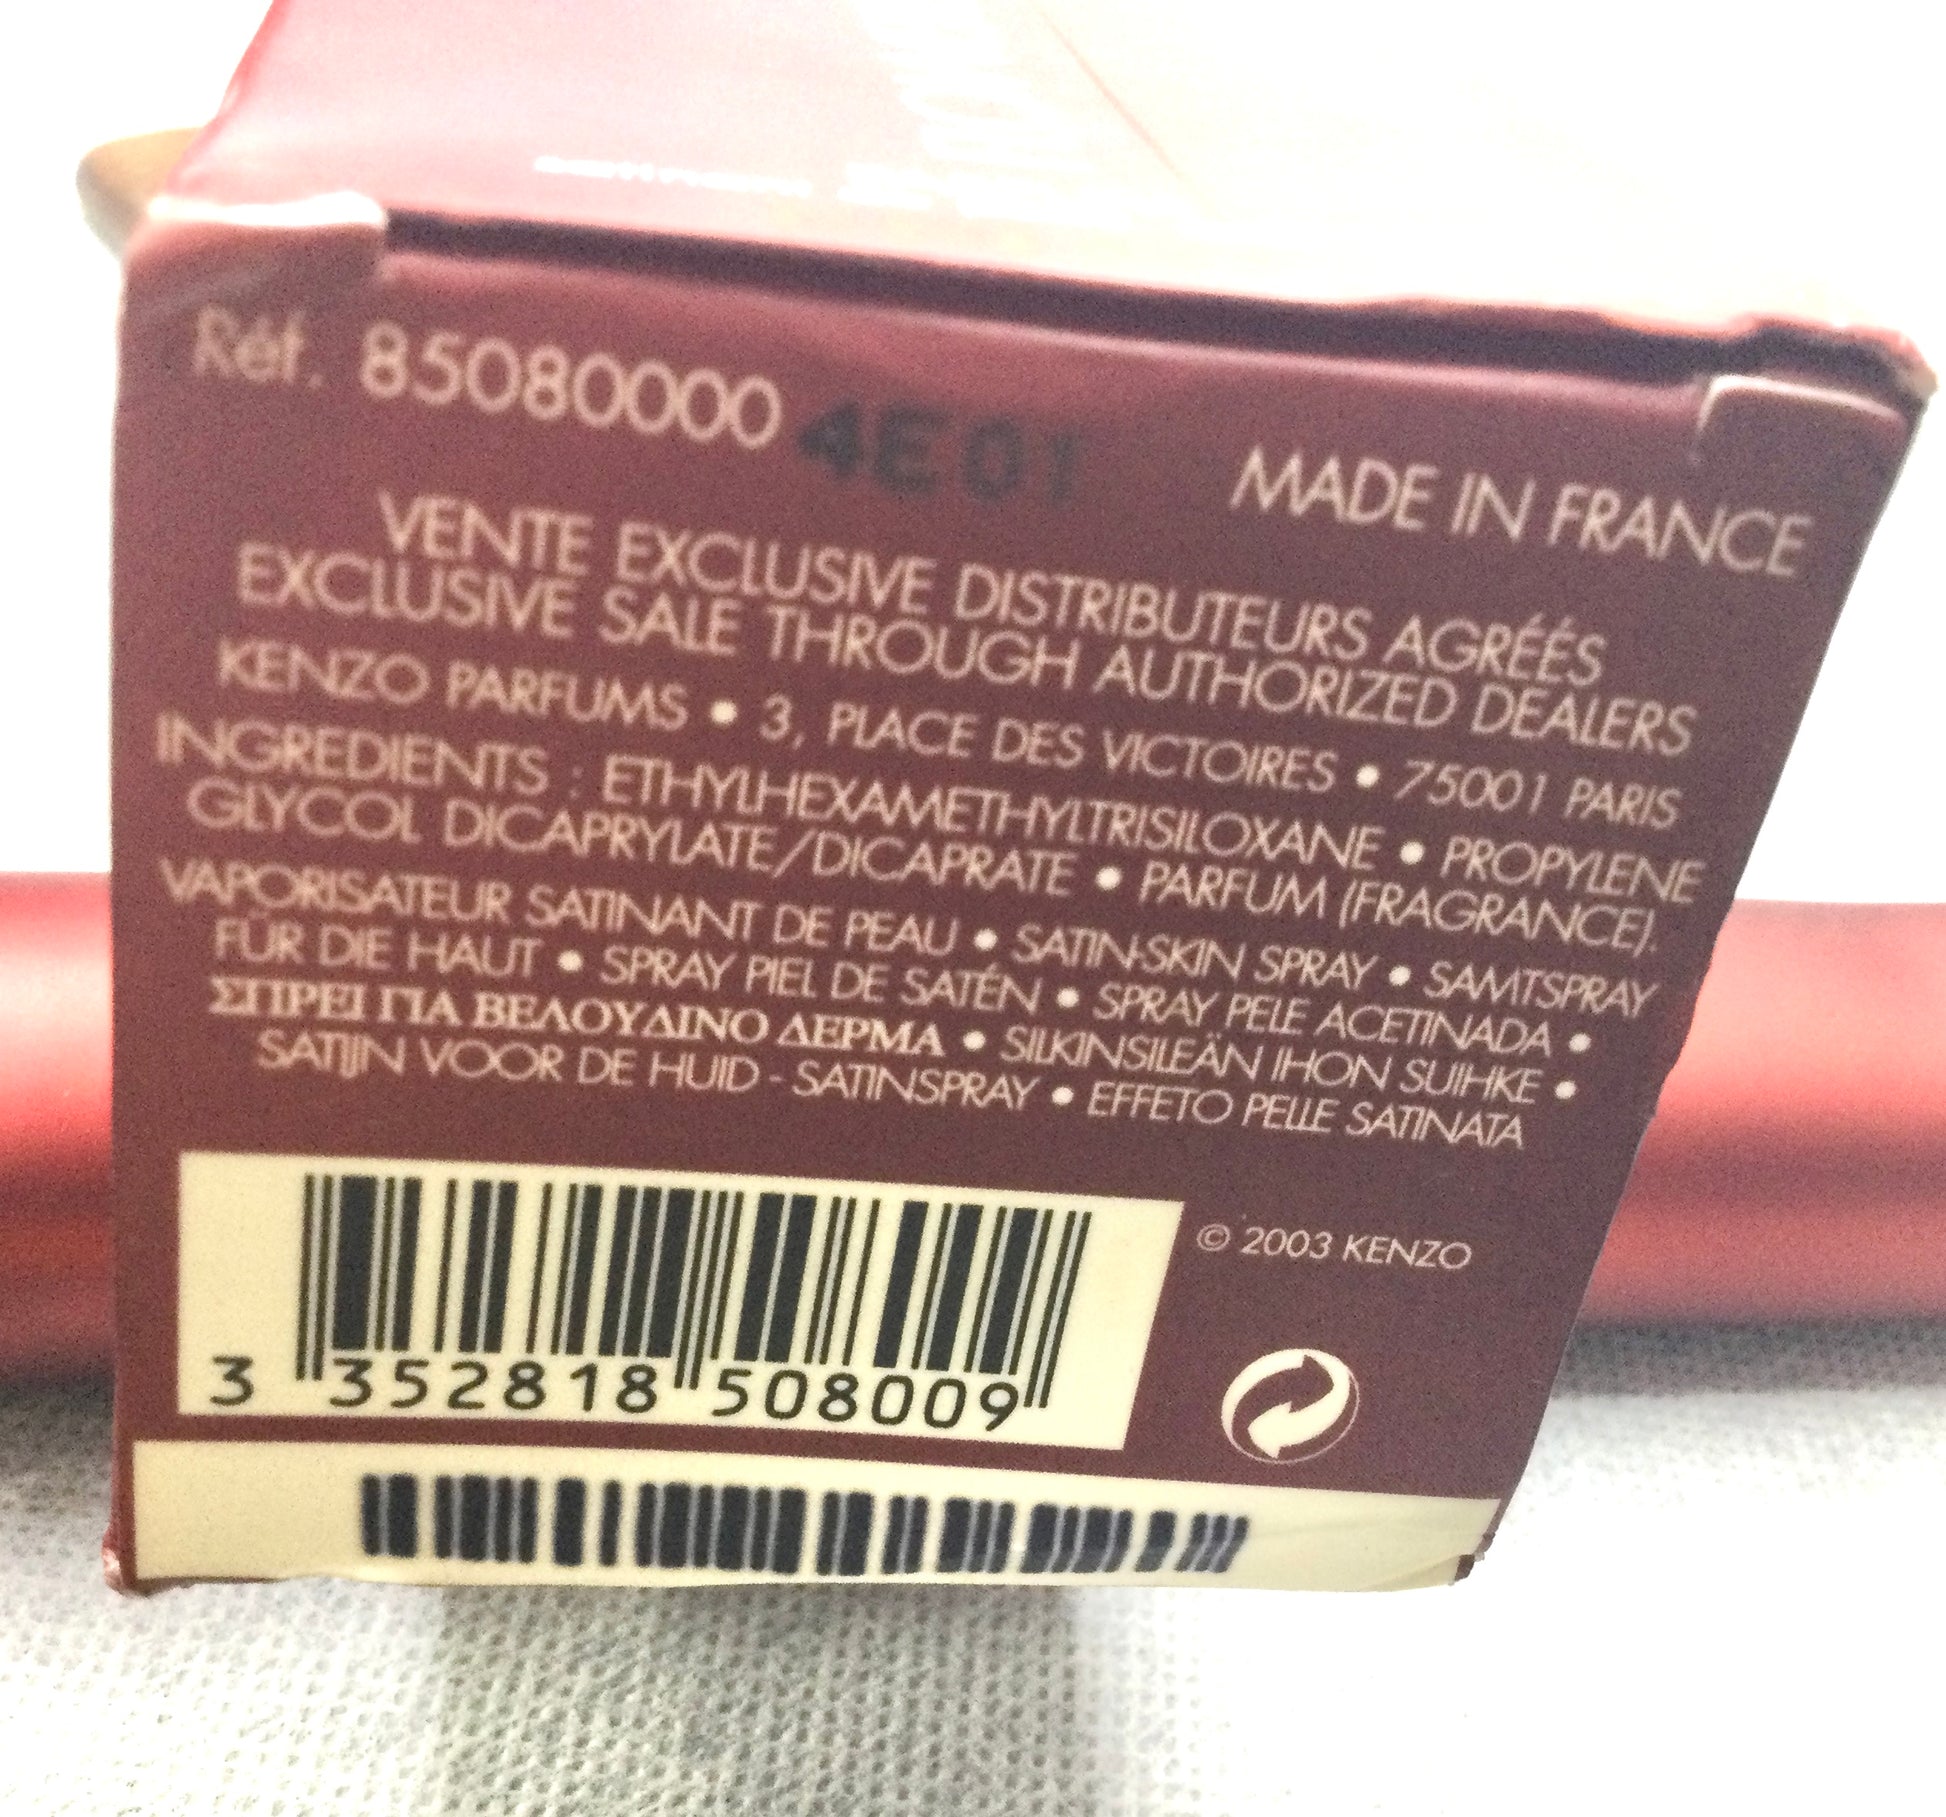 Réf. 85080000 4E01 MADE IN FRANCE
VENTE EXCLUSIVE DISTRIBUTEURS AGRÉÉS
EXCLUSIVE SALE THROUGH AUTHORIZED DEALERS
KENZO PARFUMS • 3, PLACE DES VICTOIRES • 75001 PARIS
INGREDIENTS : ETHYLHEXAMETHYLTRISILOXANE • PROPYLENE
GLYCOL DICAPRYLATE/DICAPRATE • PARFUM (FRAGRANCE).
VAPORISATEUR SATINANT DE PEAU • SATIN-SKIN SPRAY • SAMTSPRAY
FÜR DIE HAUT • SPRAY PIEL DE SATÉN • SPRAY PELE ACETINADA •
ΣΠΡΕΙ ΓΙΑ ΒΕΛΟΥΔΙΝΟ ΔΕΡΜΑ • SILKINSILEÄN IHON SUIHKE •
SATIJN VOOR DE HUID - SATINSPRAY • EFFETO PELLE SATINATA
© 2003 KENZO
3 352818 508009